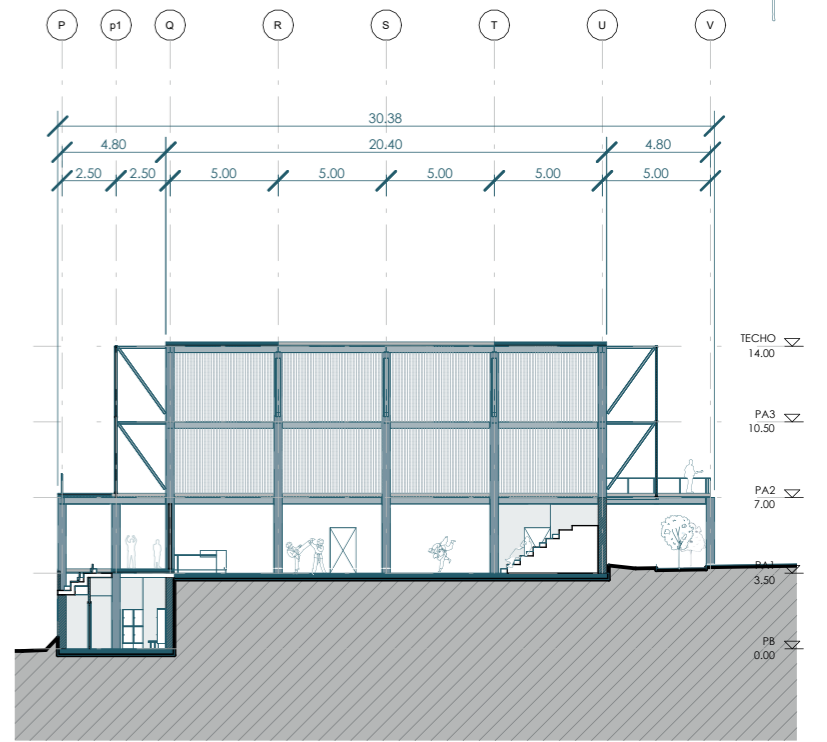 P p1 Q R S T U V
30.38
4.80 20.40 4.80
2.50 2.50 5.00 5.00 5.00 5.00 5.00
TECHO
14.00
PA3
10.50
PA2
7.00
PA1
3.50
PB
0.00